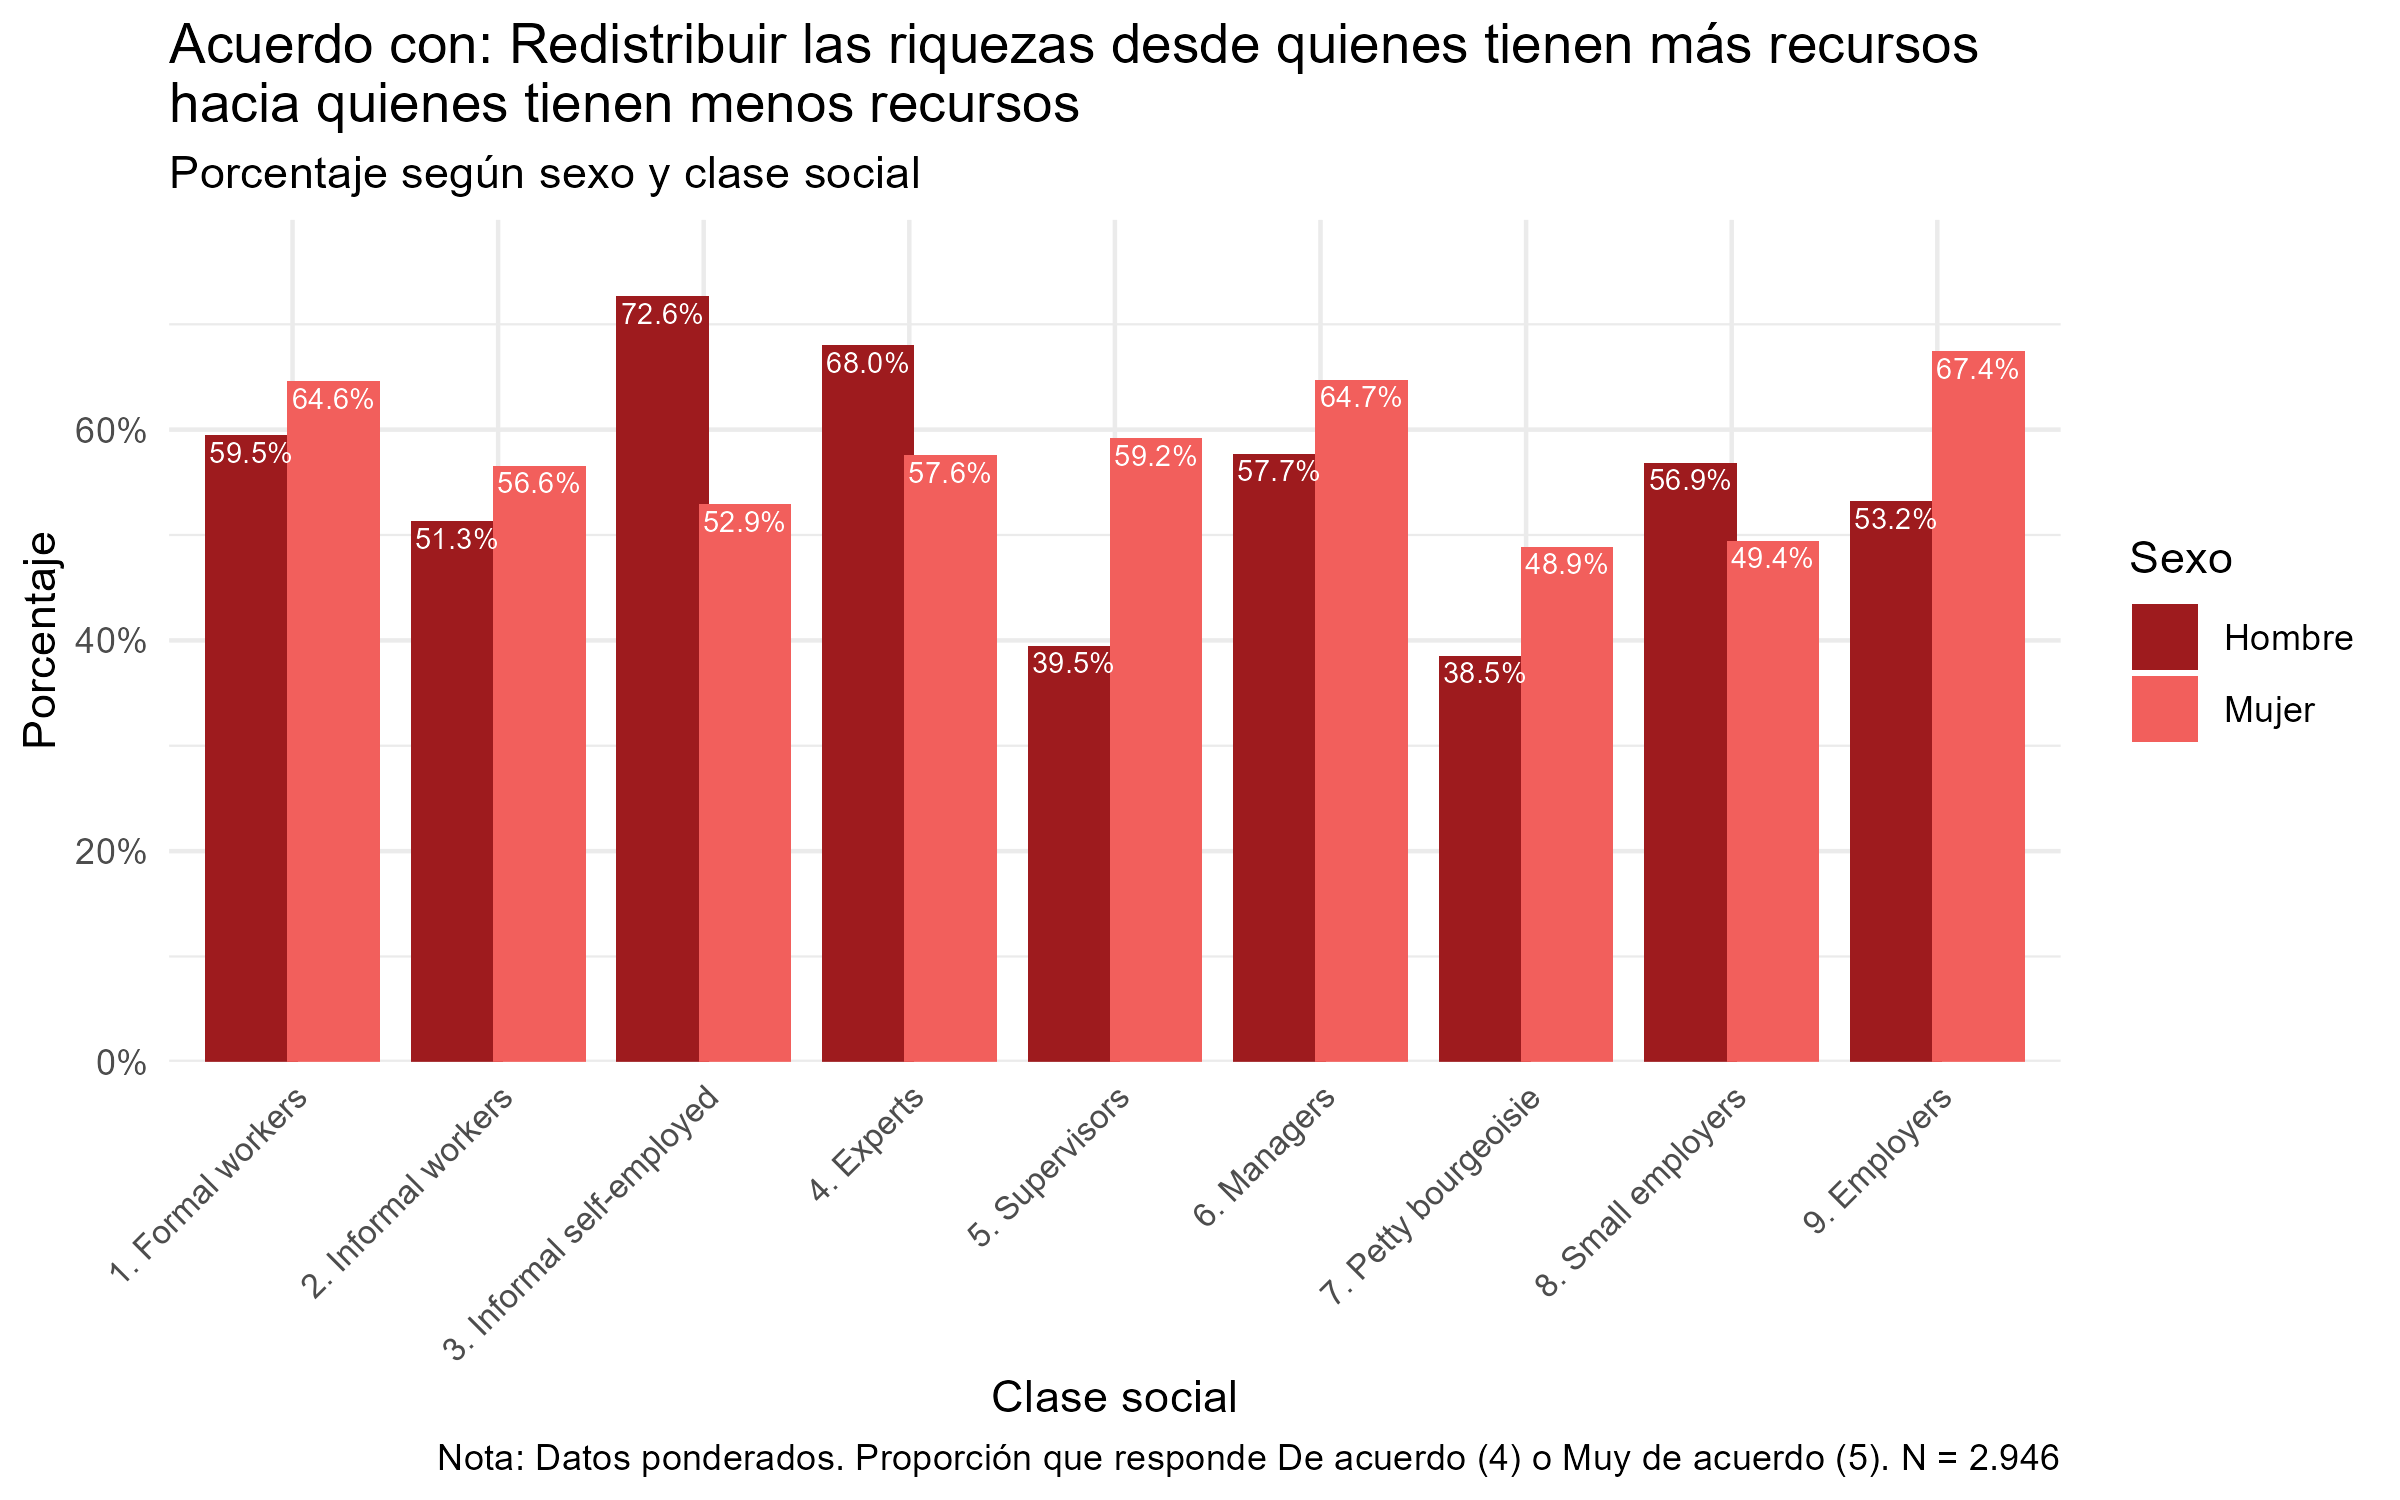 Acuerdo con: Redistribuir las riquezas desde quienes tienen más recursos
hacia quienes tienen menos recursos
Porcentaje según sexo y clase social
Porcentaje
60%
40%
20%
0%
59.5%
64.6%
51.3%
56.6%
72.6%
52.9%
68.0%
57.6%
39.5%
59.2%
57.7%
64.7%
38.5%
48.9%
56.9%
49.4%
53.2%
67.4%
Sexo
Hombre
Mujer
1. Formal workers
2. Informal workers
3. Informal self-employed
4. Experts
5. Supervisors
6. Managers
7. Petty bourgeoisie
8. Small employers
9. Employers
Clase social
Nota: Datos ponderados. Proporción que responde De acuerdo (4) o Muy de acuerdo (5). N = 2.946